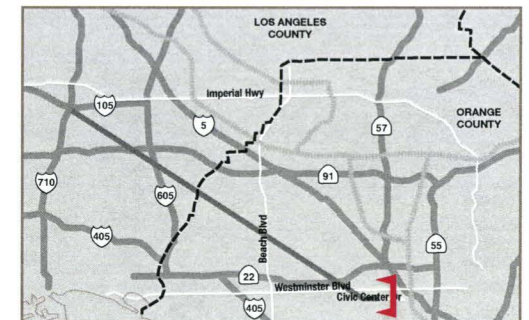 LOS ANGELES
COUNTY
Imperial Hwy
105
5
57
ORANGE
COUNTY
91
710
605
405
55
Beach Blvd
22
Westminster Blvd
Civic Center Dr
405